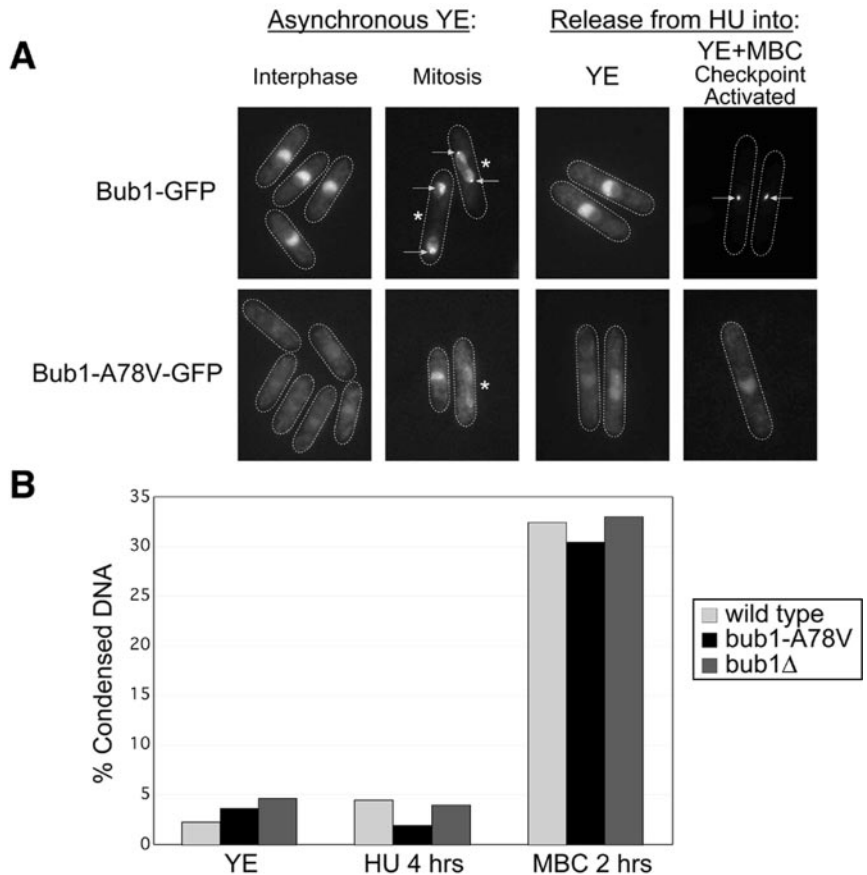 A
Asynchronous YE:
Release from HU into:
Interphase
Mitosis
YE
YE+MBC
Checkpoint
Activated
Bub1-GFP
*
*
Bub1-A78V-GFP
*
B
% Condensed DNA
35
30
25
20
15
10
5
0
YE
HU 4 hrs
MBC 2 hrs
wild type
bub1-A78V
bub1Δ